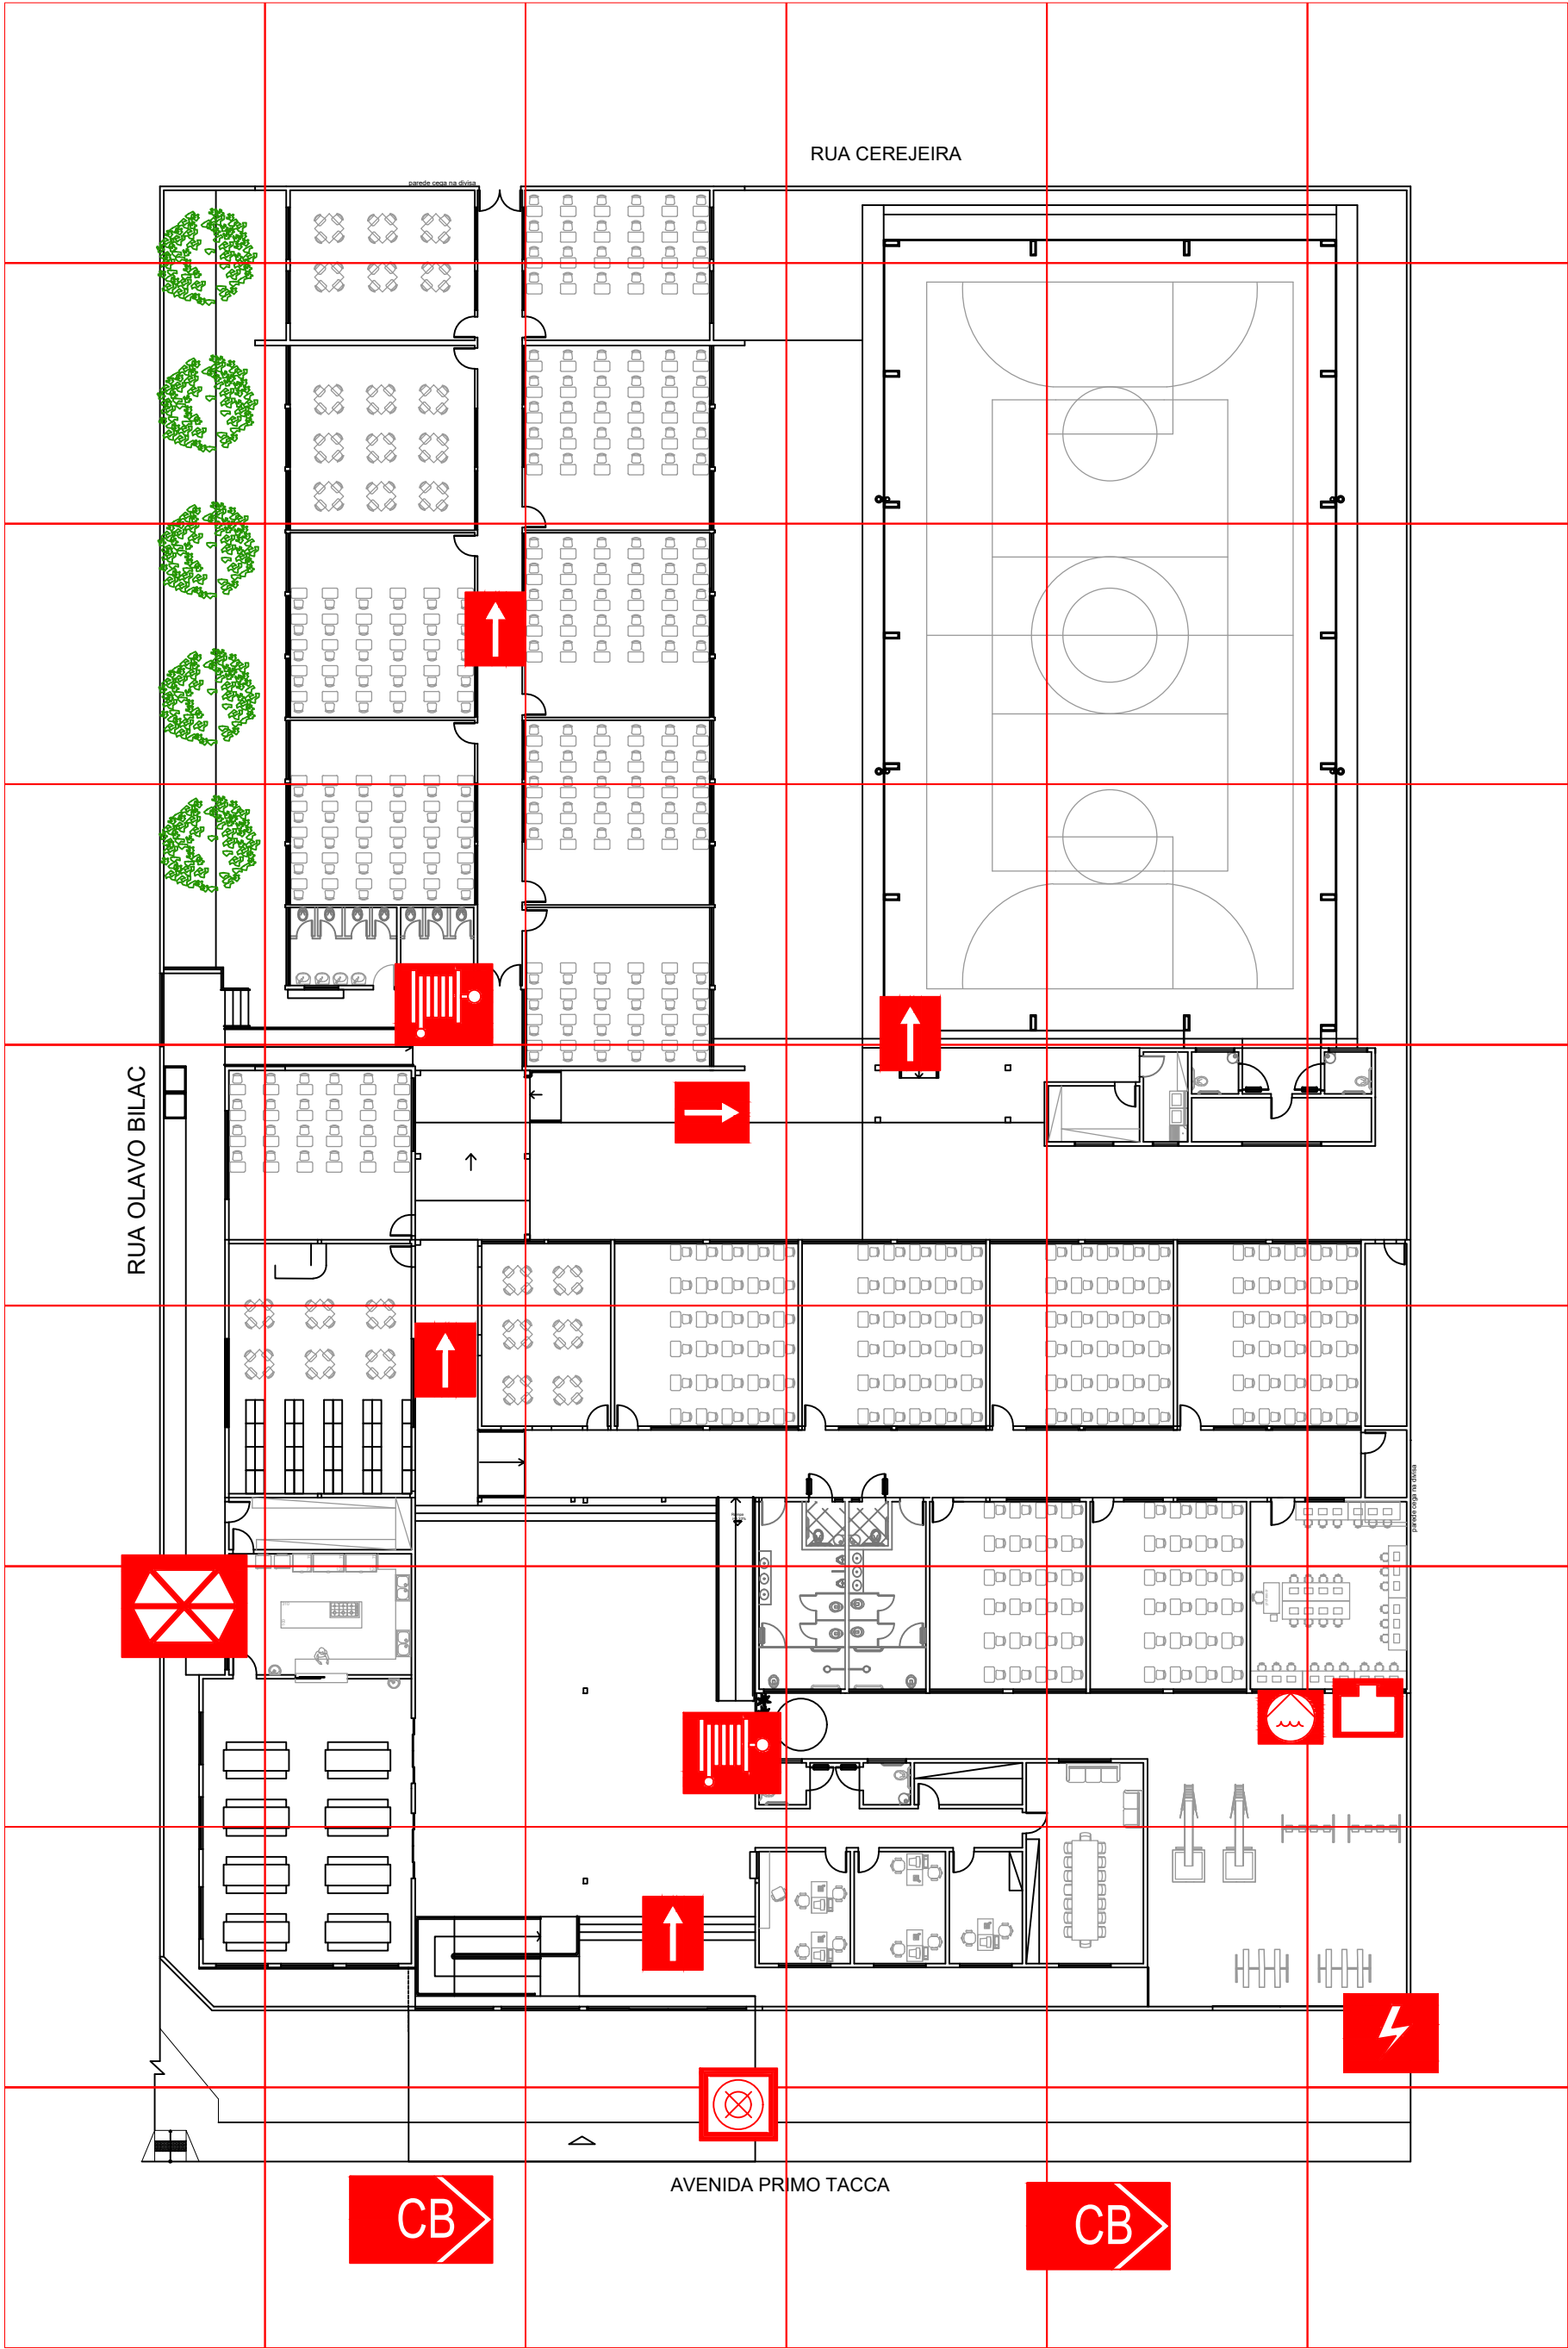 RUA CEREJEIRA
parede cega na divisa
RUA OLAVO BILAC
parede cega na divisa
AVENIDA PRIMO TACCA
CB
CB